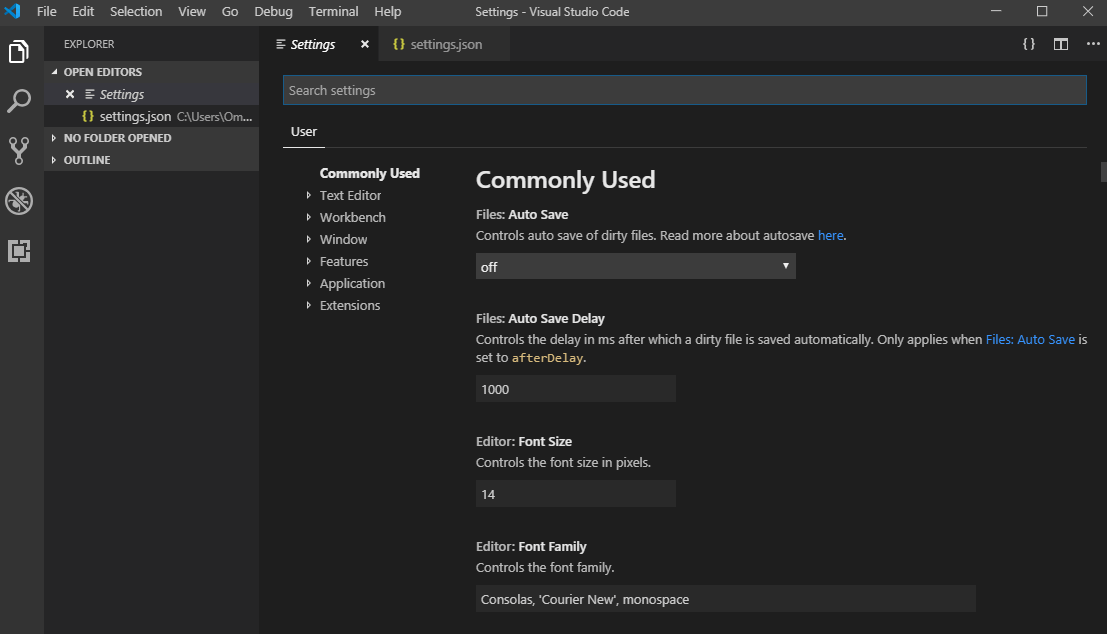 File Edit Selection View Go Debug Terminal Help Settings - Visual Studio Code
EXPLORER
OPEN EDITORS
Settings
settings.json C:\Users\Om...
NO FOLDER OPENED
OUTLINE
Settings {} settings.json {}
Search settings
User
Commonly Used
Text Editor
Workbench
Window
Features
Application
Extensions
Commonly Used
Files: Auto Save
Controls auto save of dirty files. Read more about autosave here.
off
Files: Auto Save Delay
Controls the delay in ms after which a dirty file is saved automatically. Only applies when Files: Auto Save is
set to afterDelay.
1000
Editor: Font Size
Controls the font size in pixels.
14
Editor: Font Family
Controls the font family.
Consolas, 'Courier New', monospace